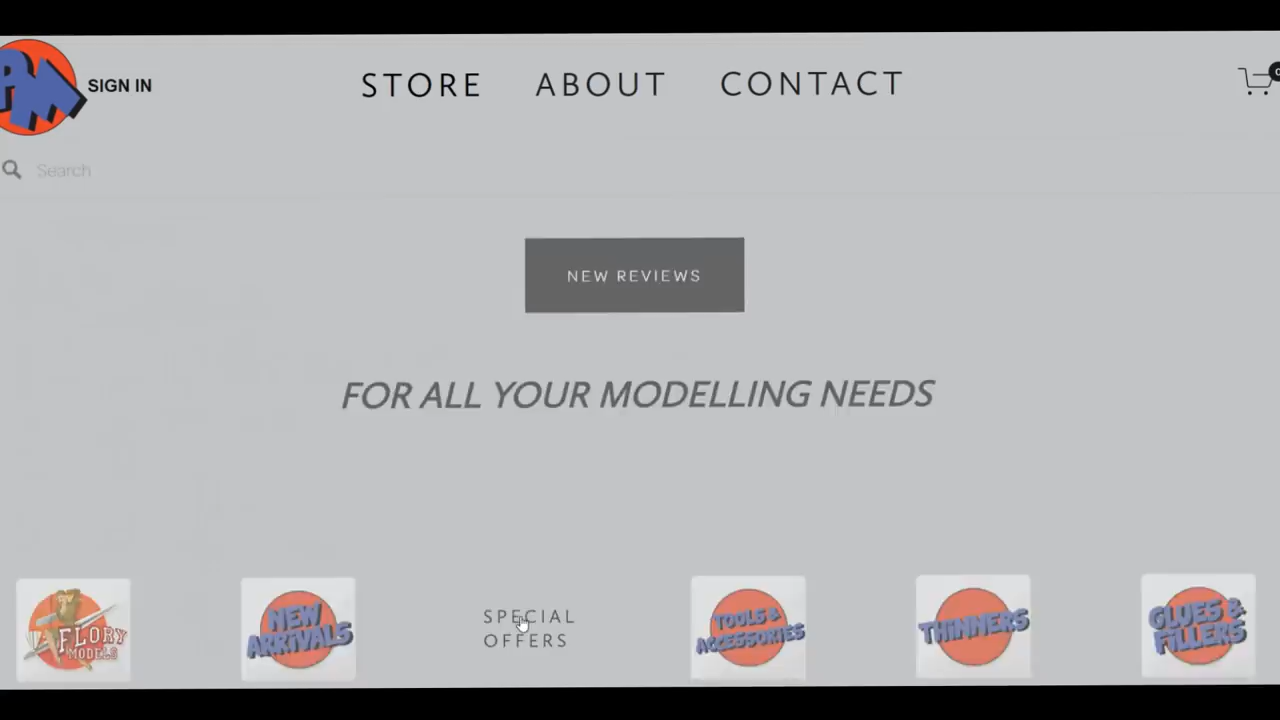 SIGN IN
STORE
ABOUT
CONTACT
Search
NEW REVIEWS
FOR ALL YOUR MODELLING NEEDS
FLORY
MODELS
NEW
ARRIVALS
SPECIAL
OFFERS
TOOLS &
ACCESSORIES
THINNERS
GLUES &
FILLERS